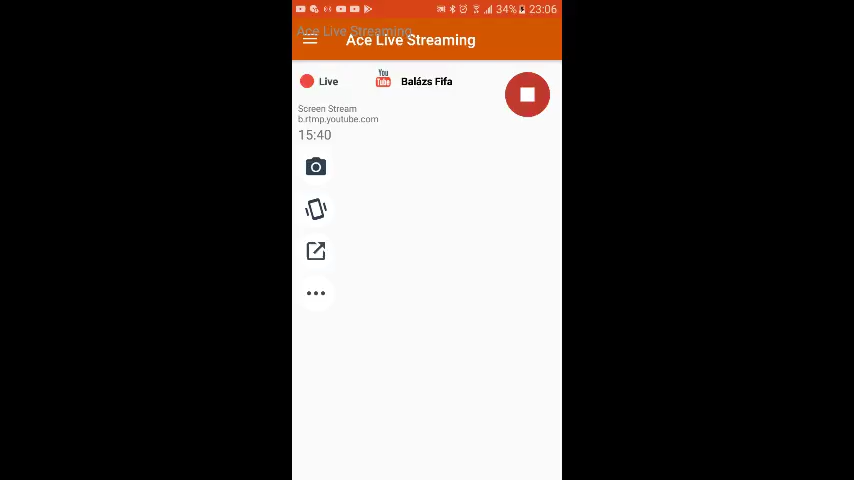 34% 23:06
Ace Live Streaming
Ace Live Streaming
Live
You Tube
Balázs Fifa
Screen Stream
b.rtmp.youtube.com
15:40